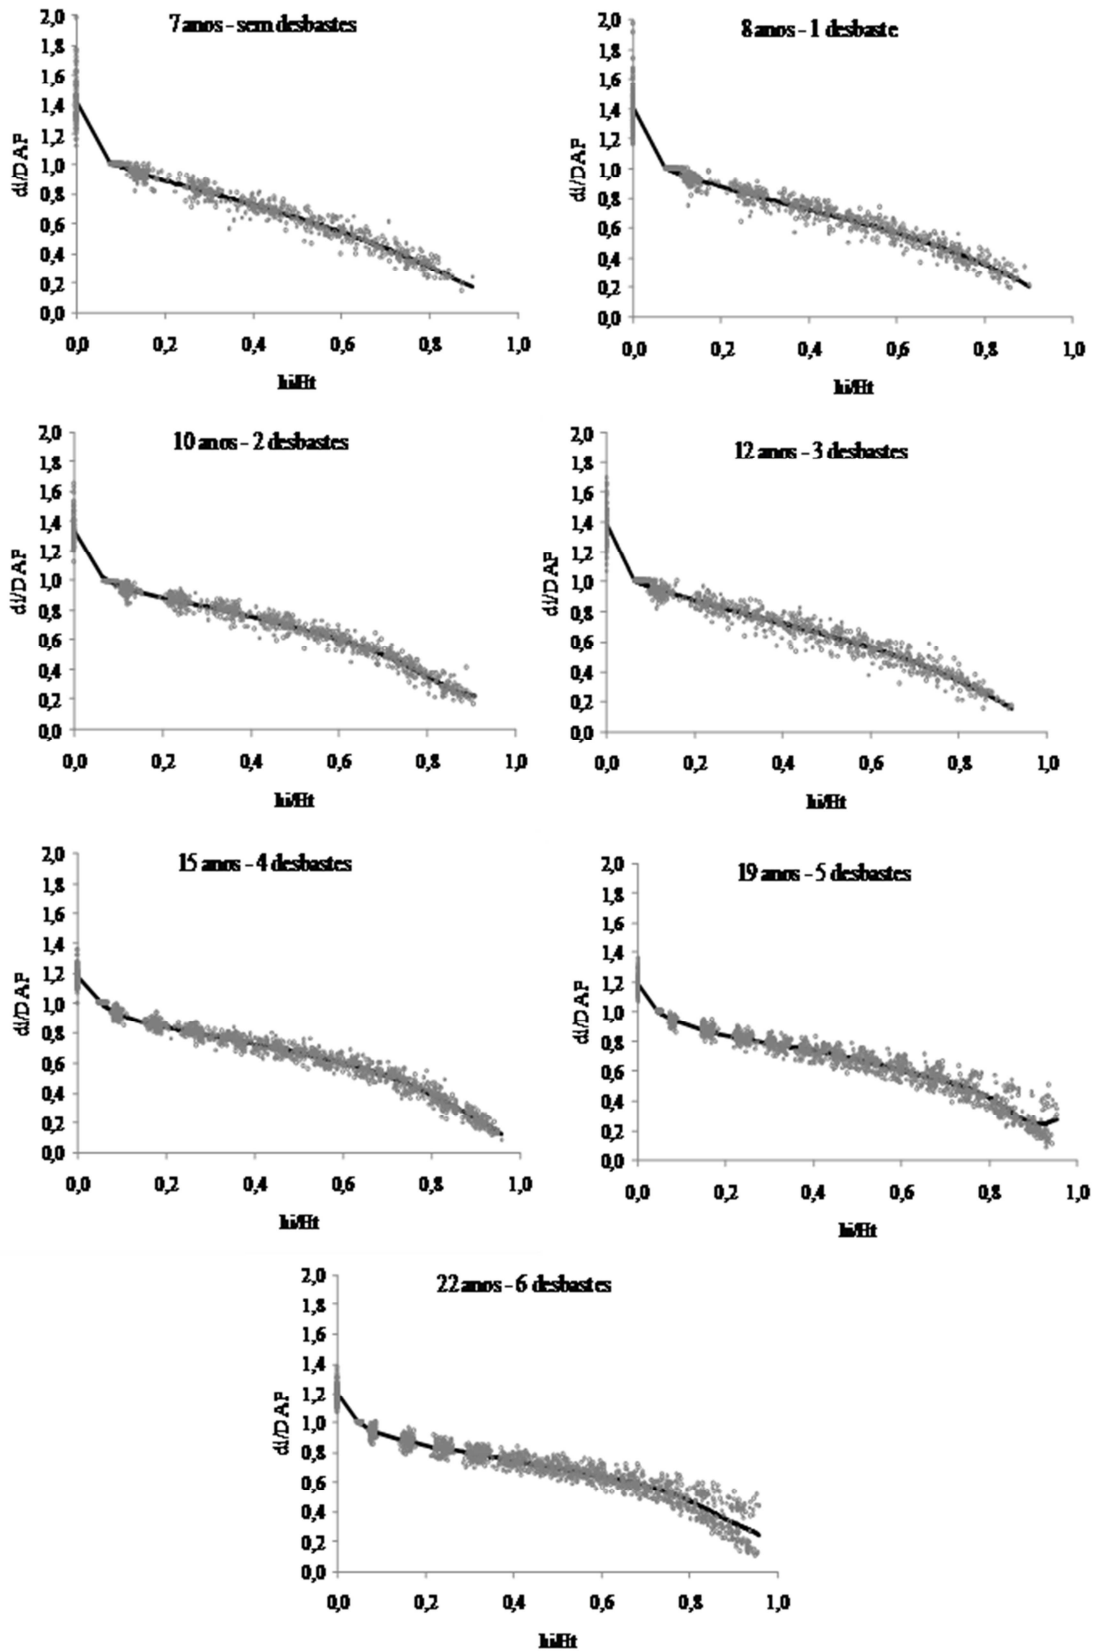 7 anos - sem desbastes
di/DAP
2,0
1,8
1,6
1,4
1,2
1,0
0,8
0,6
0,4
0,2
0,0
0,0 0,2 0,4 0,6 0,8 1,0
hi/Ht
8 anos - 1 desbaste
di/DAP
2,0
1,8
1,6
1,4
1,2
1,0
0,8
0,6
0,4
0,2
0,0
0,0 0,2 0,4 0,6 0,8 1,0
hi/Ht
10 anos - 2 desbastes
di/DAP
2,0
1,8
1,6
1,4
1,2
1,0
0,8
0,6
0,4
0,2
0,0
0,0 0,2 0,4 0,6 0,8 1,0
hi/Ht
12 anos - 3 desbastes
di/DAP
2,0
1,8
1,6
1,4
1,2
1,0
0,8
0,6
0,4
0,2
0,0
0,0 0,2 0,4 0,6 0,8 1,0
hi/Ht
15 anos - 4 desbastes
di/DAP
2,0
1,8
1,6
1,4
1,2
1,0
0,8
0,6
0,4
0,2
0,0
0,0 0,2 0,4 0,6 0,8 1,0
hi/Ht
19 anos - 5 desbastes
di/DAP
2,0
1,8
1,6
1,4
1,2
1,0
0,8
0,6
0,4
0,2
0,0
0,0 0,2 0,4 0,6 0,8 1,0
hi/Ht
22 anos - 6 desbastes
di/DAP
2,0
1,8
1,6
1,4
1,2
1,0
0,8
0,6
0,4
0,2
0,0
0,0 0,2 0,4 0,6 0,8 1,0
hi/Ht